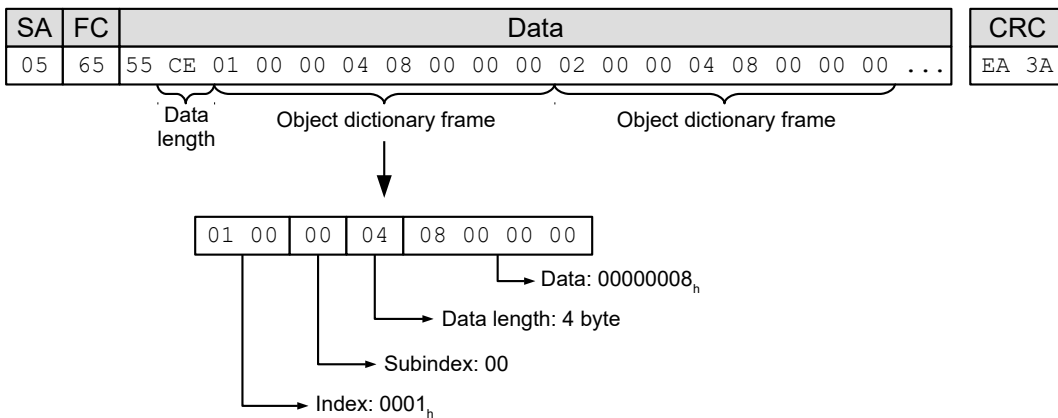 SA FC Data CRC
05 65 55 CE 01 00 00 04 08 00 00 00 02 00 00 04 08 00 00 00 ... EA 3A
Data length
Object dictionary frame
Object dictionary frame
01 00 00 04 08 00 00 00
Data: 00000008h
Data length: 4 byte
Subindex: 00
Index: 0001h